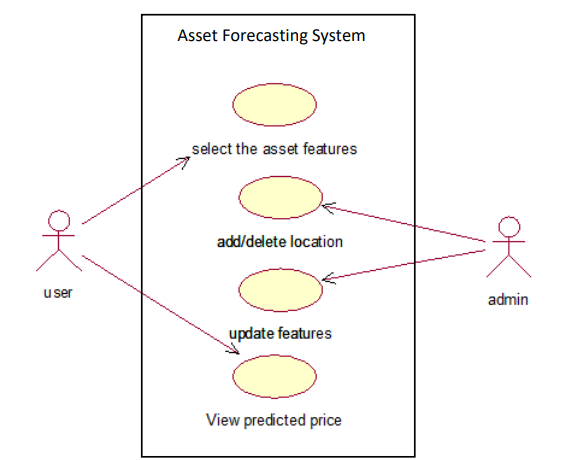 Asset Forecasting System
select the asset features
add/delete location
user
admin
update features
View predicted price